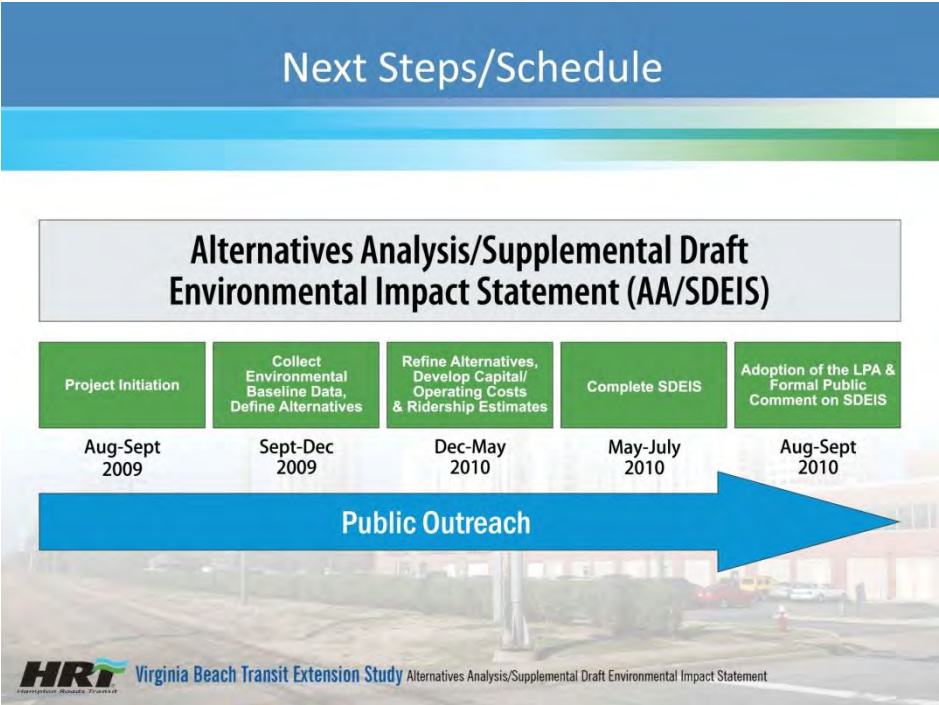 Next Steps/Schedule
Alternatives Analysis/Supplemental Draft
Environmental Impact Statement (AA/SDEIS)
Project Initiation
Aug-Sept
2009
Collect
Environmental
Baseline Data,
Define Alternatives
Sept-Dec
2009
Refine Alternatives,
Develop Capital/
Operating Costs
& Ridership Estimates
Dec-May
2010
Complete SDEIS
May-July
2010
Adoption of the LPA &
Formal Public
Comment on SDEIS
Aug-Sept
2010
Public Outreach
HRT
Hampton Roads Transit
Virginia Beach Transit Extension Study Alternatives Analysis/Supplemental Draft Environmental Impact Statement